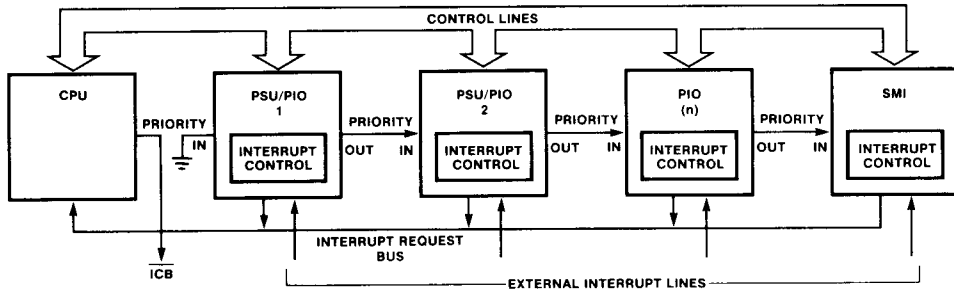 CONTROL LINES
CPU
PSU/PIO
1
PSU/PIO
2
PIO
(n)
SMI
PRIORITY
IN
PRIORITY
OUT IN
PRIORITY
OUT IN
PRIORITY
OUT IN
INTERRUPT
CONTROL
INTERRUPT
CONTROL
INTERRUPT
CONTROL
INTERRUPT
CONTROL
INTERRUPT REQUEST
BUS
ICB
EXTERNAL INTERRUPT LINES